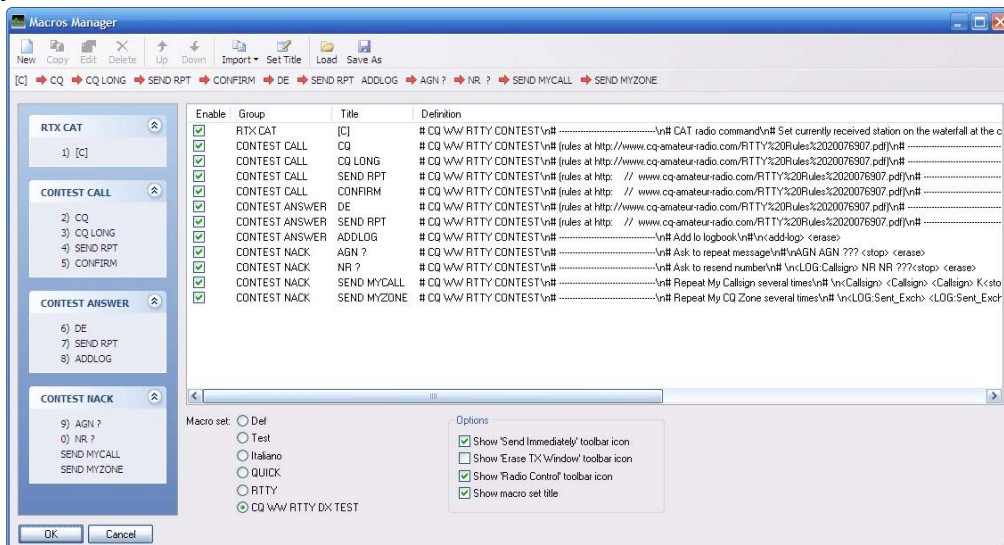 Macros Manager
New Copy Edit Delete Up Down Import Set Title Load Save As
[C] CQ CQ LONG SEND RPT CONFIRM DE SEND RPT ADDLOG AGN ? NR ? SEND MYCALL SEND MYZONE
RTX CAT
1) [C]
CONTEST CALL
2) CQ
3) CQ LONG
4) SEND RPT
5) CONFIRM
CONTEST ANSWER
6) DE
7) SEND RPT
8) ADDLOG
CONTEST NACK
9) AGN ?
0) NR ?
SEND MYCALL
SEND MYZONE
Enable Group Title Definition
RTX CAT [C] # CQ WW RTTY CONTEST\n# -----------------------------------\n# CAT radio command\n# Set currently received station on the waterfall at the c
CONTEST CALL CQ # CQ WW RTTY CONTEST\n# (rules at http://www.cq-amateur-radio.com/RTTY%20Rules%2020076907.pdf)\n# -----------------------------------
CONTEST CALL CQ LONG # CQ WW RTTY CONTEST\n# (rules at http://www.cq-amateur-radio.com/RTTY%20Rules%2020076907.pdf)\n# -----------------------------------
CONTEST CALL SEND RPT # CQ WW RTTY CONTEST\n# (rules at http: // www.cq-amateur-radio.com/RTTY%20Rules%2020076907.pdf)\n# -----------------------------------
CONTEST CALL CONFIRM # CQ WW RTTY CONTEST\n# (rules at http: // www.cq-amateur-radio.com/RTTY%20Rules%2020076907.pdf)\n# -----------------------------------
CONTEST ANSWER DE # CQ WW RTTY CONTEST\n# (rules at http://www.cq-amateur-radio.com/RTTY%20Rules%2020076907.pdf)\n# -----------------------------------
CONTEST ANSWER SEND RPT # CQ WW RTTY CONTEST\n# (rules at http: // www.cq-amateur-radio.com/RTTY%20Rules%2020076907.pdf)\n# -----------------------------------
CONTEST ANSWER ADDLOG # CQ WW RTTY CONTEST\n# -----------------------------------\n# Add to logbook\n#\n<add-log> <erase>
CONTEST NACK AGN ? # CQ WW RTTY CONTEST\n# -----------------------------------\n# Ask to repeat message\n#\nAGN AGN ??? <stop> <erase>
CONTEST NACK NR ? # CQ WW RTTY CONTEST\n# -----------------------------------\n# Ask to resend number\n# \n<LOG:Callsign> NR NR ???<stop> <erase>
CONTEST NACK SEND MYCALL # CQ WW RTTY CONTEST\n# -----------------------------------\n# Repeat My Callsign several times\n# \n<Callsign> <Callsign> <Callsign> K<sto
CONTEST NACK SEND MYZONE # CQ WW RTTY CONTEST\n# -----------------------------------\n# Repeat My CQ Zone several times\n# \n<LOG:Sent_Exch> <LOG:Sent_Exch
Macro set: Def
Test
Italiano
QUICK
RTTY
CQ WW RTTY DX TEST
Options
Show 'Send Immediately' toolbar icon
Show 'Erase TX Window' toolbar icon
Show 'Radio Control' toolbar icon
Show macro set title
OK Cancel